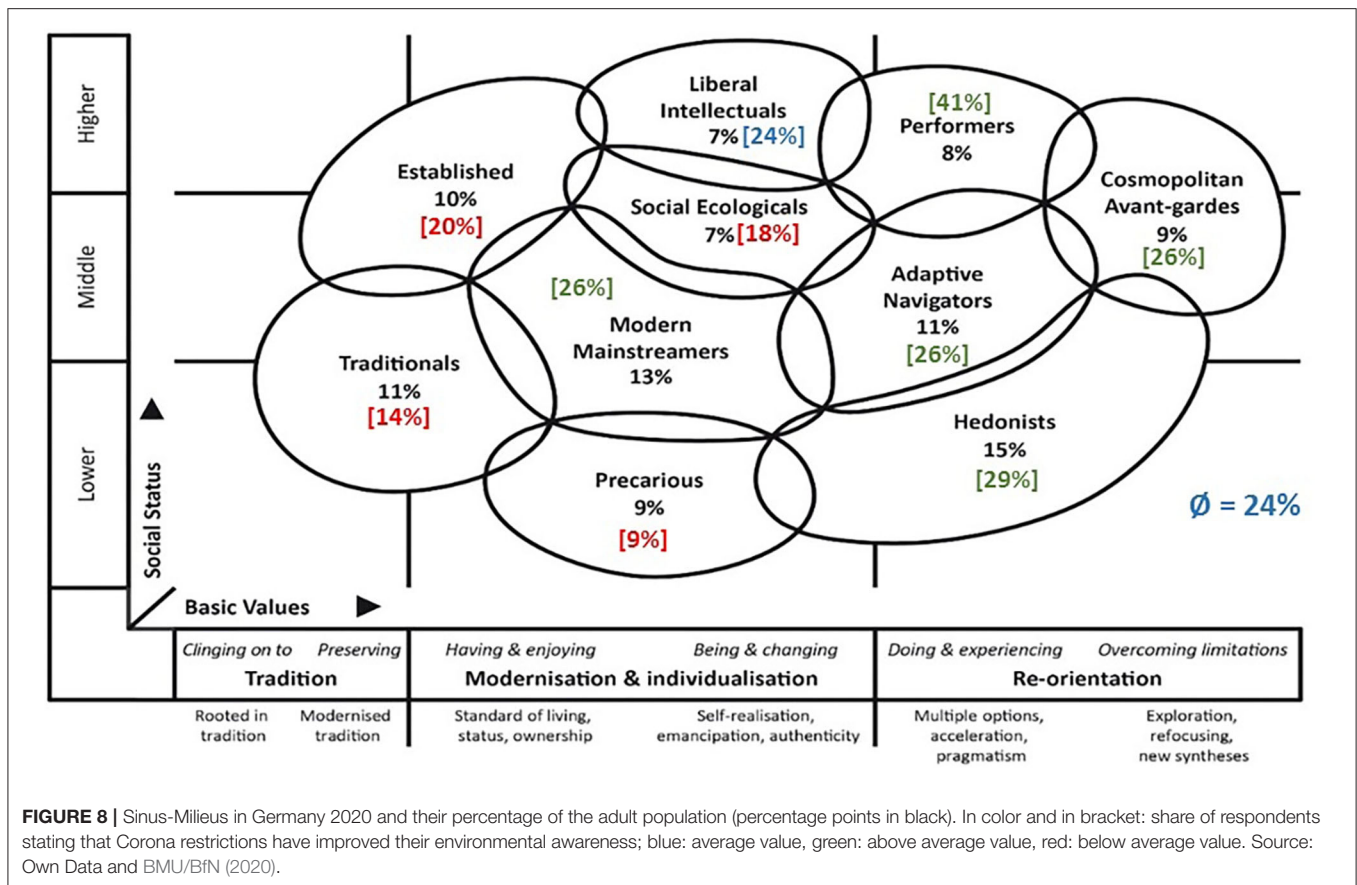 Higher
Middle
Lower
Social Status
Liberal
Intellectuals
7% [24%]
[41%]
Performers
8%
Established
10%
[20%]
Cosmopolitan
Avant-gardes
9%
[26%]
Social Ecologicals
7% [18%]
[26%]
Modern
Mainstreamers
13%
Adaptive
Navigators
11%
[26%]
Traditionals
11%
[14%]
Hedonists
15%
[29%]
Precarious
9%
[9%]
Ø = 24%
Basic Values
Clinging on to Preserving
Tradition
Having & enjoying Being & changing
Modernisation & individualisation
Doing & experiencing Overcoming limitations
Re-orientation
Rooted in
tradition
Modernised
tradition
Standard of living,
status, ownership
Self-realisation,
emancipation, authenticity
Multiple options,
acceleration,
pragmatism
Exploration,
refocusing,
new syntheses
FIGURE 8 | Sinus-Milieus in Germany 2020 and their percentage of the adult population (percentage points in black). In color and in bracket: share of respondents
stating that Corona restrictions have improved their environmental awareness; blue: average value, green: above average value, red: below average value. Source:
Own Data and BMU/BfN (2020).